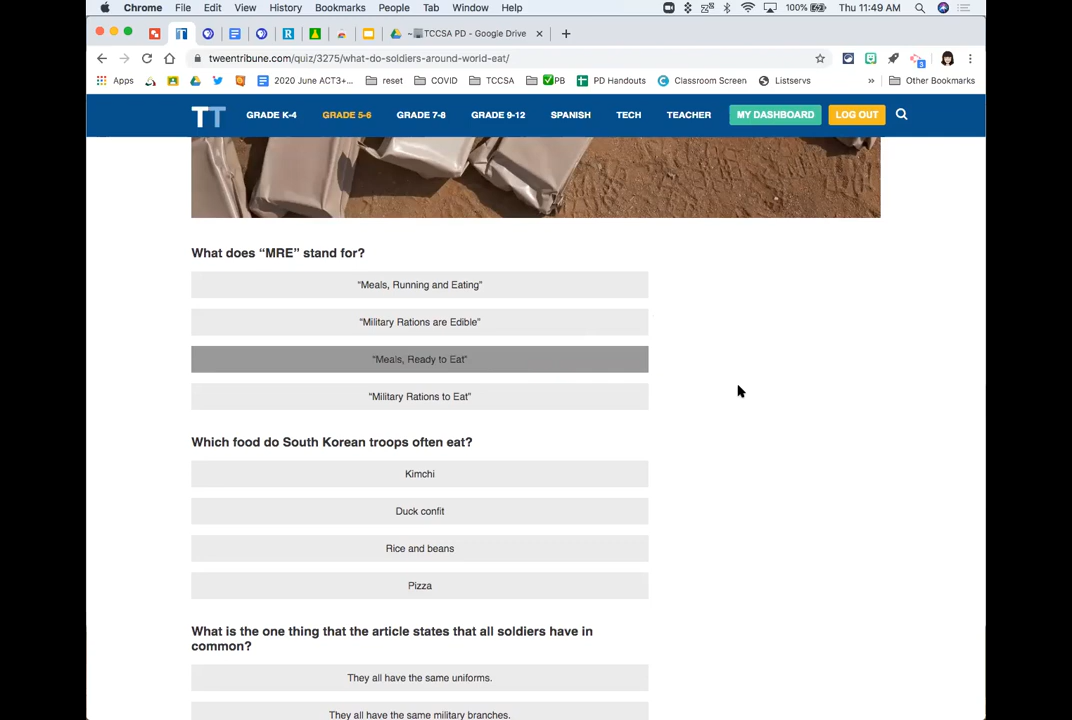 Chrome File Edit View History Bookmarks People Tab Window Help 100% Thu 11:49 AM
TCCSA PD - Google Drive
tweentribune.com/quiz/3275/what-do-soldiers-around-world-eat/
Apps 2020 June ACT3+... reset COVID TCCSA PB PD Handouts Classroom Screen Listservs » Other Bookmarks
TT GRADE K-4 GRADE 5-6 GRADE 7-8 GRADE 9-12 SPANISH TECH TEACHER MY DASHBOARD LOG OUT
What does “MRE” stand for?
“Meals, Running and Eating”
“Military Rations are Edible”
“Meals, Ready to Eat”
“Military Rations to Eat”
Which food do South Korean troops often eat?
Kimchi
Duck confit
Rice and beans
Pizza
What is the one thing that the article states that all soldiers have in
common?
They all have the same uniforms.
They all have the same military branches.